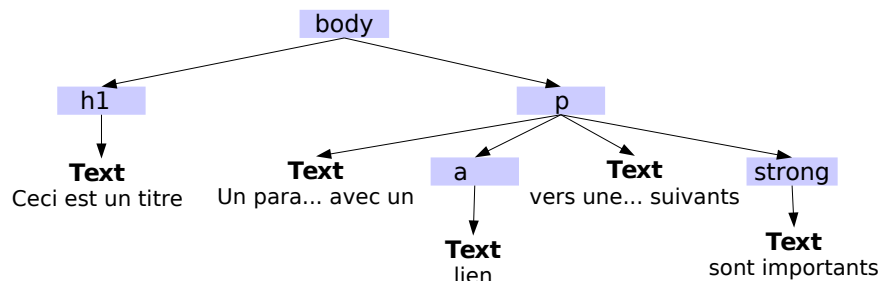 body
h1
p
Text
Ceci est un titre
Text
Un para... avec un
a
Text
vers une... suivants
strong
Text
lien
Text
sont importants